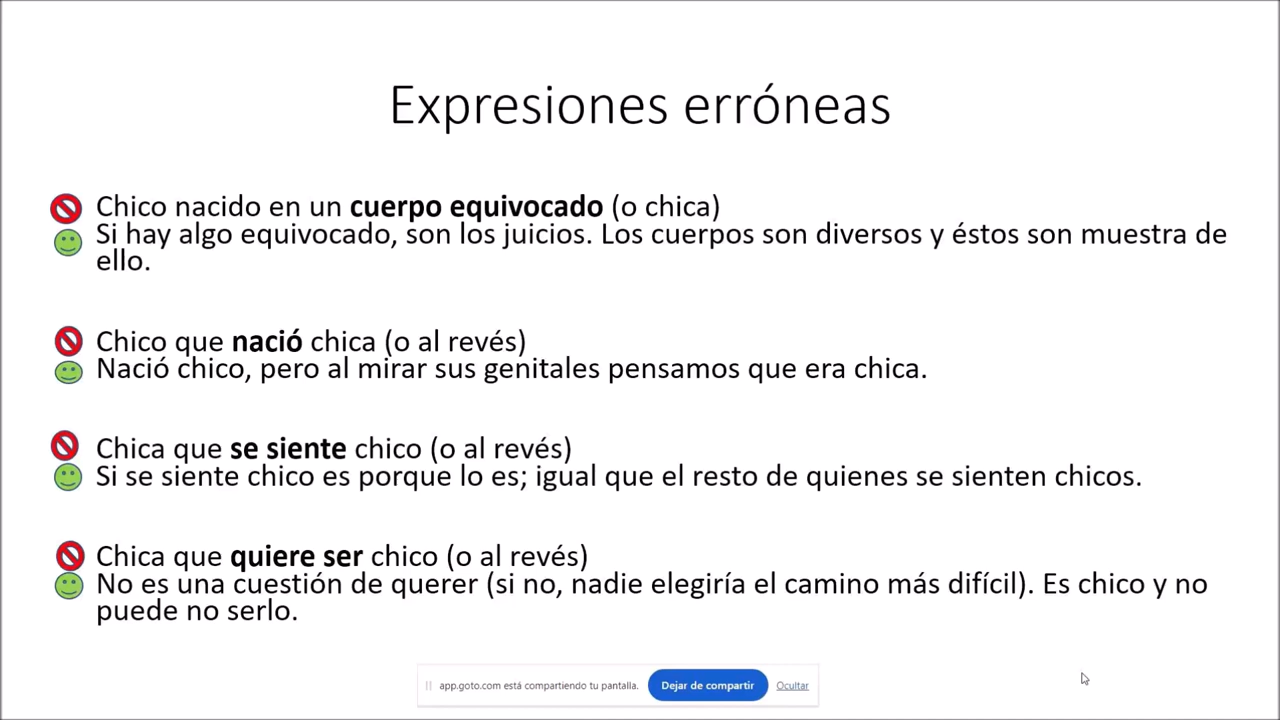 Expresiones erróneas
Chico nacido en un cuerpo equivocado (o chica)
Si hay algo equivocado, son los juicios. Los cuerpos son diversos y éstos son muestra de
ello.
Chico que nació chica (o al revés)
Nació chico, pero al mirar sus genitales pensamos que era chica.
Chica que se siente chico (o al revés)
Si se siente chico es porque lo es; igual que el resto de quienes se sienten chicos.
Chica que quiere ser chico (o al revés)
No es una cuestión de querer (si no, nadie elegiría el camino más difícil). Es chico y no
puede no serlo.
app.goto.com está compartiendo tu pantalla. Dejar de compartir Ocultar